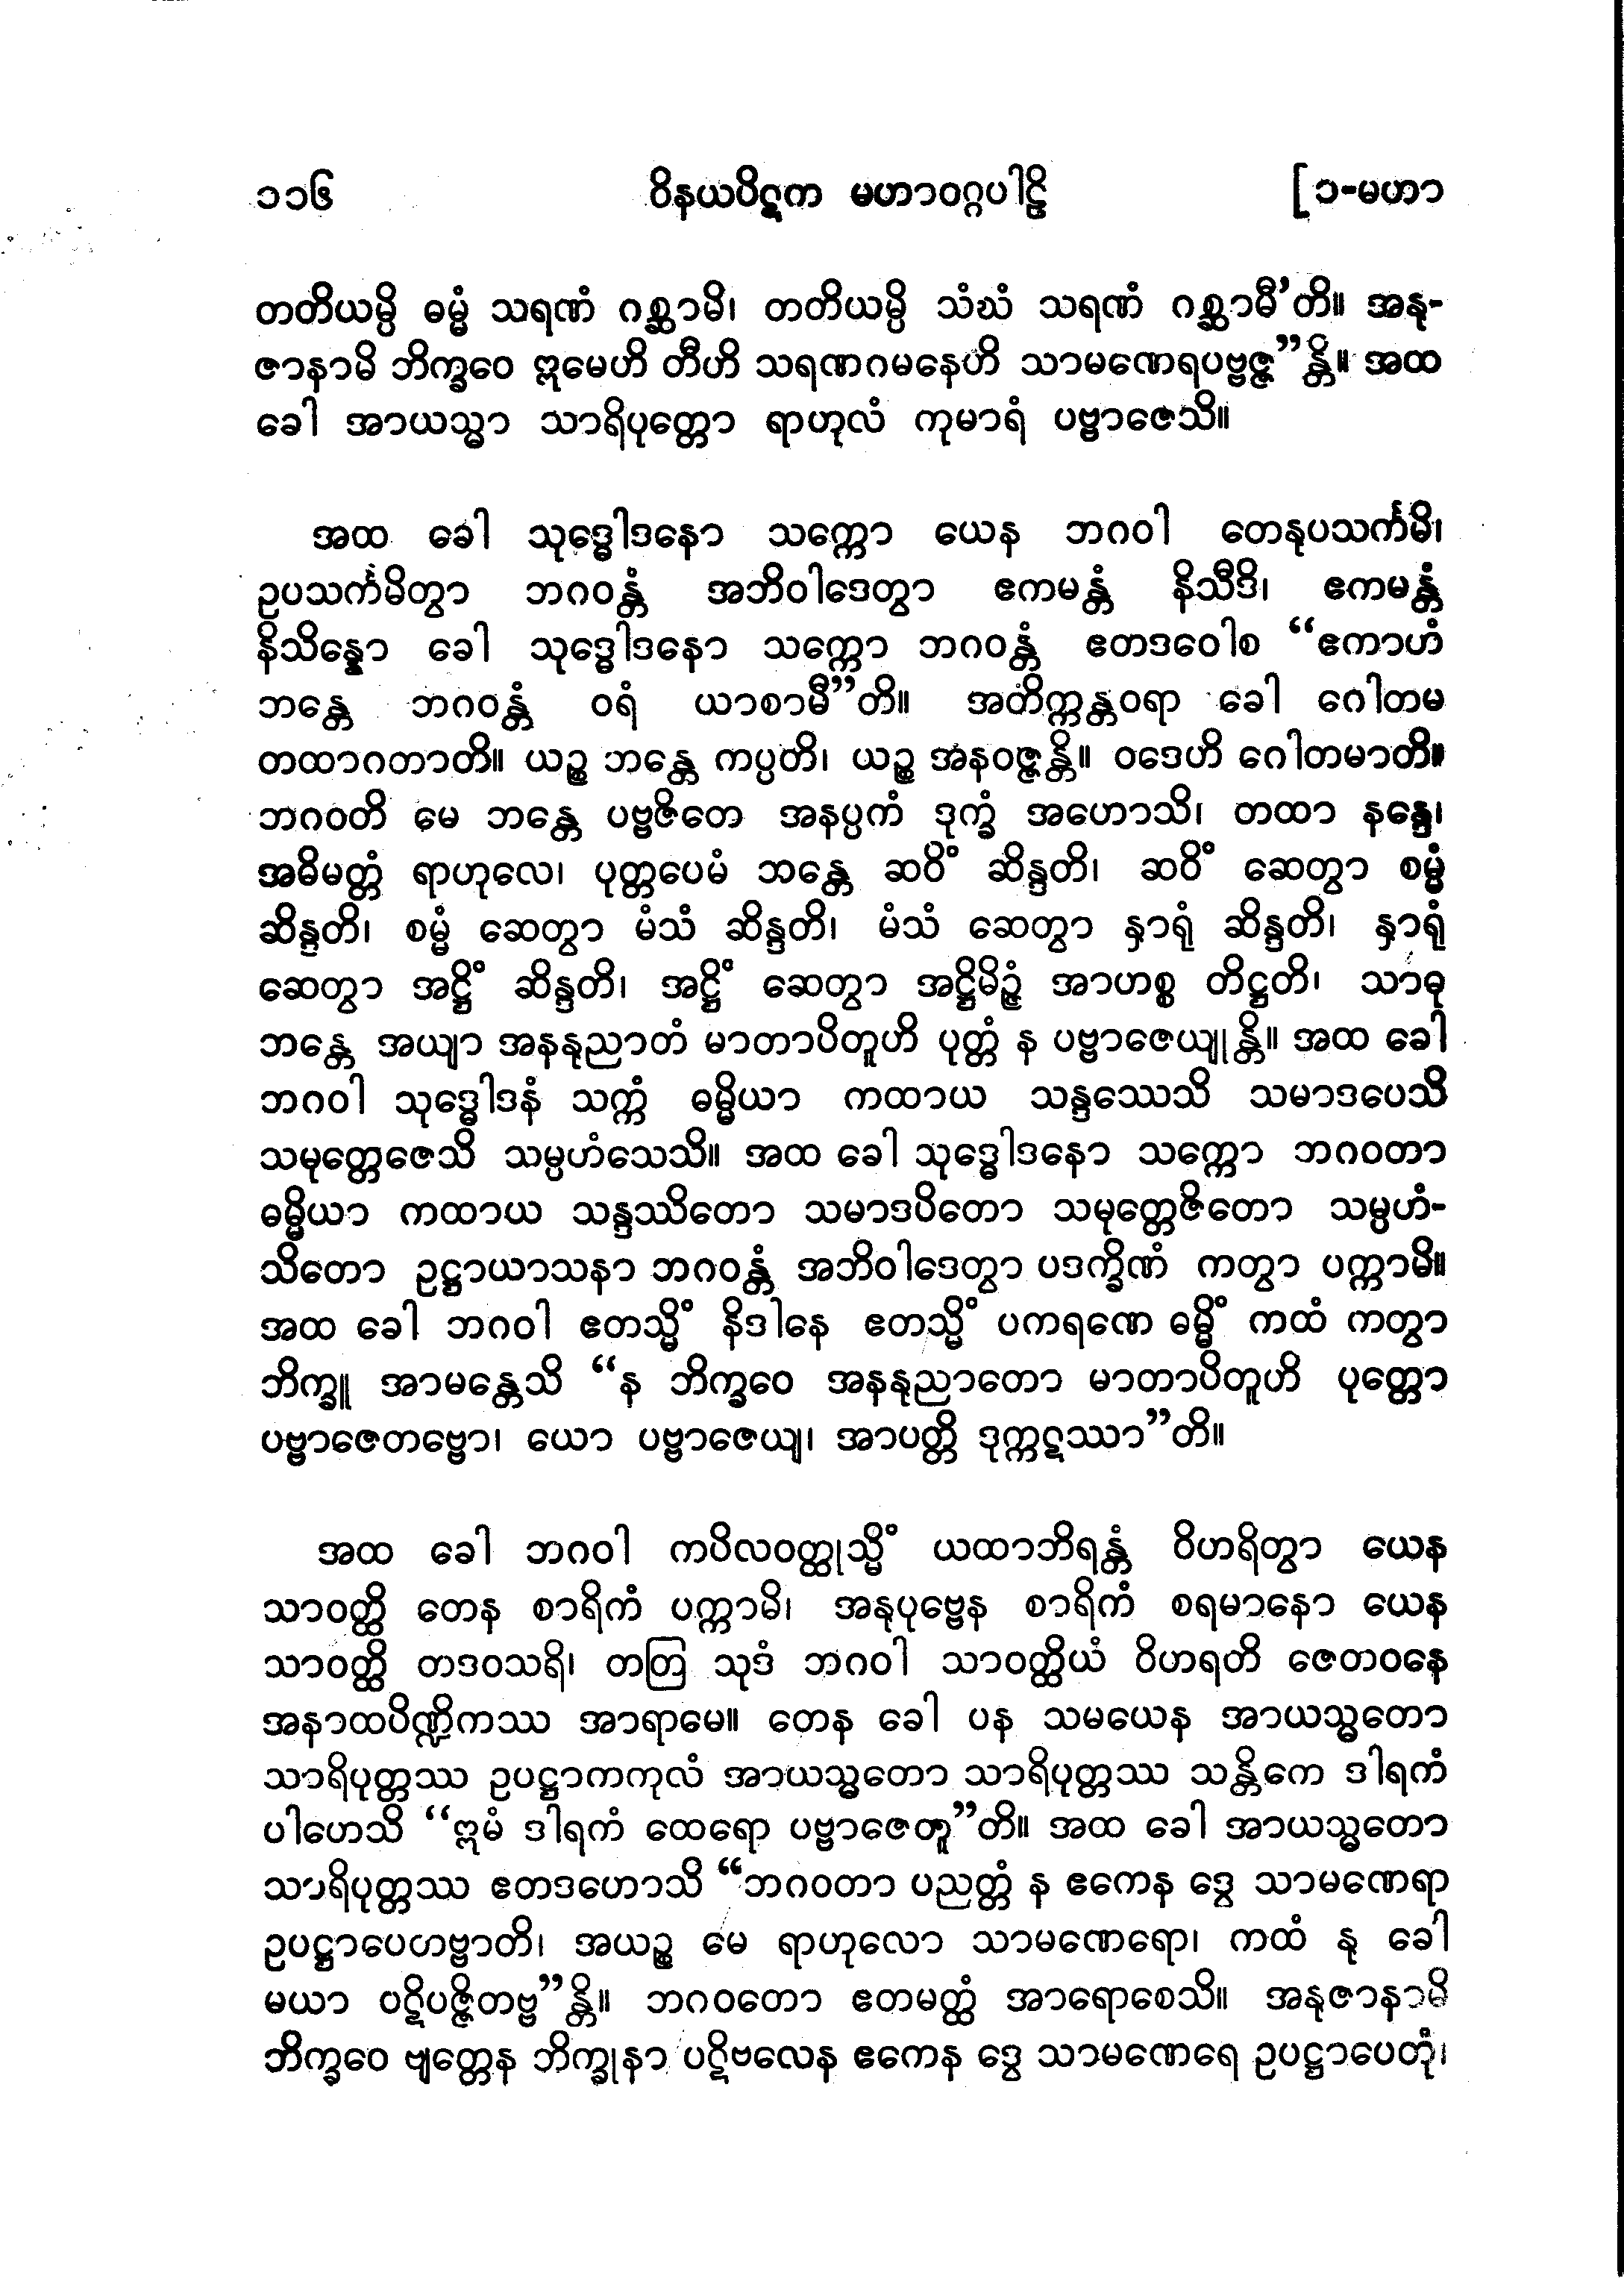 ၁၁၆ ဝိနယပိဋက မဟာဝဂ္ဂပါဠိ [၁-မဟာ
တတိယမ္ပိ ဓမ္မံ သရဏံ ဂစ္ဆာမိ၊ တတိယမ္ပိ သံဃံ သရဏံ ဂစ္ဆာမီ’တိ။ အနု-
ဇာနာမိ ဘိက္ခဝေ ဣမေဟိ တီဟိ သရဏဂမနေဟိ သာမဏေရပဗ္ဗဇ္ဇ”န္တိ။ အထ
ခေါ အာယသ္မာ သာရိပုတ္တော ရာဟုလံ ကုမာရံ ပဗ္ဗာဇေသိ။
အထ ခေါ သုဒ္ဓေါဒနော သက္ကော ယေန ဘဂဝါ တေနုပသင်္ကမိ၊
ဥပသင်္ကမိတွာ ဘဂဝန္တံ အဘိဝါဒေတွာ ဧကမန္တံ နိသီဒိ၊ ဧကမန္တံ
နိသိန္နော ခေါ သုဒ္ဓေါဒနော သက္ကော ဘဂဝန္တံ ဧတဒဝေါစ “ဧကာဟံ
ဘန္တေ ဘဂဝန္တံ ဝရံ ယာစာမီ”တိ။ အတိက္ကန္တဝရာ ခေါ ဂေါတမ
တထာဂတာတိ။ ယဉ္စ ဘန္တေ ကပ္ပတိ၊ ယဉ္စ အနဝဇ္ဇန္တိ။ ဝဒေဟိ ဂေါတမာတိ။
ဘဂဝတိ မေ ဘန္တေ ပဗ္ဗဇိတေ အနပ္ပကံ ဒုက္ခံ အဟောသိ၊ တထာ နန္ဒေ၊
အဓိမတ္တံ ရာဟုလေ၊ ပုတ္တပေမံ ဘန္တေ ဆဝိံ ဆိန္ဒတိ၊ ဆဝိံ ဆေတွာ စမ္မံ
ဆိန္ဒတိ၊ စမ္မံ ဆေတွာ မံသံ ဆိန္ဒတိ၊ မံသံ ဆေတွာ နှာရုံ ဆိန္ဒတိ၊ နှာရုံ
ဆေတွာ အဋ္ဌိံ ဆိန္ဒတိ၊ အဋ္ဌိံ ဆေတွာ အဋ္ဌိမိဉ္ဇံ အာဟစ္စ တိဋ္ဌတိ၊ သာဓု
ဘန္တေ အယျာ အနနုညာတံ မာတာပိတူဟိ ပုတ္တံ န ပဗ္ဗာဇေယျုန္တိ။ အထ ခေါ
ဘဂဝါ သုဒ္ဓေါဒနံ သက္ကံ ဓမ္မိယာ ကထာယ သန္ဒဿေသိ သမာဒပေသိ
သမုတ္တေဇေသိ သမ္ပဟံသေသိ။ အထ ခေါ သုဒ္ဓေါဒနော သက္ကော ဘဂဝတာ
ဓမ္မိယာ ကထာယ သန္ဒဿိတော သမာဒပိတော သမုတ္တေဇိတော သမ္ပဟံ-
သိတော ဥဋ္ဌာယာသနာ ဘဂဝန္တံ အဘိဝါဒေတွာ ပဒက္ခိဏံ ကတွာ ပက္ကာမိ။
အထ ခေါ ဘဂဝါ ဧတသ္မိံ နိဒါနေ ဧတသ္မိံ ပကရဏေ ဓမ္မိံ ကထံ ကတွာ
ဘိက္ခူ အာမန္တေသိ “န ဘိက္ခဝေ အနနုညာတော မာတာပိတူဟိ ပုတ္တော
ပဗ္ဗာဇေတဗ္ဗော၊ ယော ပဗ္ဗာဇေယျ၊ အာပတ္တိ ဒုက္ကဋဿာ”တိ။
အထ ခေါ ဘဂဝါ ကပိလဝတ္ထုသ္မိံ ယထာဘိရန္တံ ဝိဟရိတွာ ယေန
သာဝတ္ထိ တေန စာရိကံ ပက္ကာမိ၊ အနုပုဗ္ဗေန စာရိကံ စရမာနော ယေန
သာဝတ္ထိ တဒဝသရိ၊ တတြ သုဒံ ဘဂဝါ သာဝတ္ထိယံ ဝိဟရတိ ဇေတဝနေ
အနာထပိဏ္ဍိကဿ အာရာမေ။ တေန ခေါ ပန သမယေန အာယသ္မတော
သာရိပုတ္တဿ ဥပဋ္ဌာကကုလံ အာယသ္မတော သာရိပုတ္တဿ သန္တိကေ ဒါရကံ
ပါဟေသိ “ဣမံ ဒါရကံ ထေရော ပဗ္ဗာဇေတူ”တိ။ အထ ခေါ အာယသ္မတော
သာရိပုတ္တဿ ဧတဒဟောသိ “ဘဂဝတာ ပညတ္တံ န ဧကေန ဒွေ သာမဏေရာ
ဥပဋ္ဌာပေတဗ္ဗာတိ၊ အယဉ္စ မေ ရာဟုလော သာမဏေရော၊ ကထံ နု ခေါ
မယာ ပဋိပဇ္ဇိတဗ္ဗ”န္တိ။ ဘဂဝတော ဧတမတ္ထံ အာရောစေသိ။ အနုဇာနာမိ
ဘိက္ခဝေ ဗျတ္တေန ဘိက္ခုနာ ပဋိဗလေန ဧကေန ဒွေ သာမဏေရေ ဥပဋ္ဌာပေတုံ၊